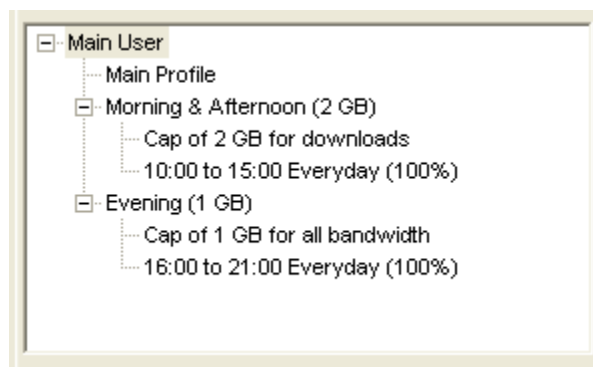 Main User
Main Profile
Morning & Afternoon (2 GB)
Cap of 2 GB for downloads
10:00 to 15:00 Everyday (100%)
Evening (1 GB)
Cap of 1 GB for all bandwidth
16:00 to 21:00 Everyday (100%)